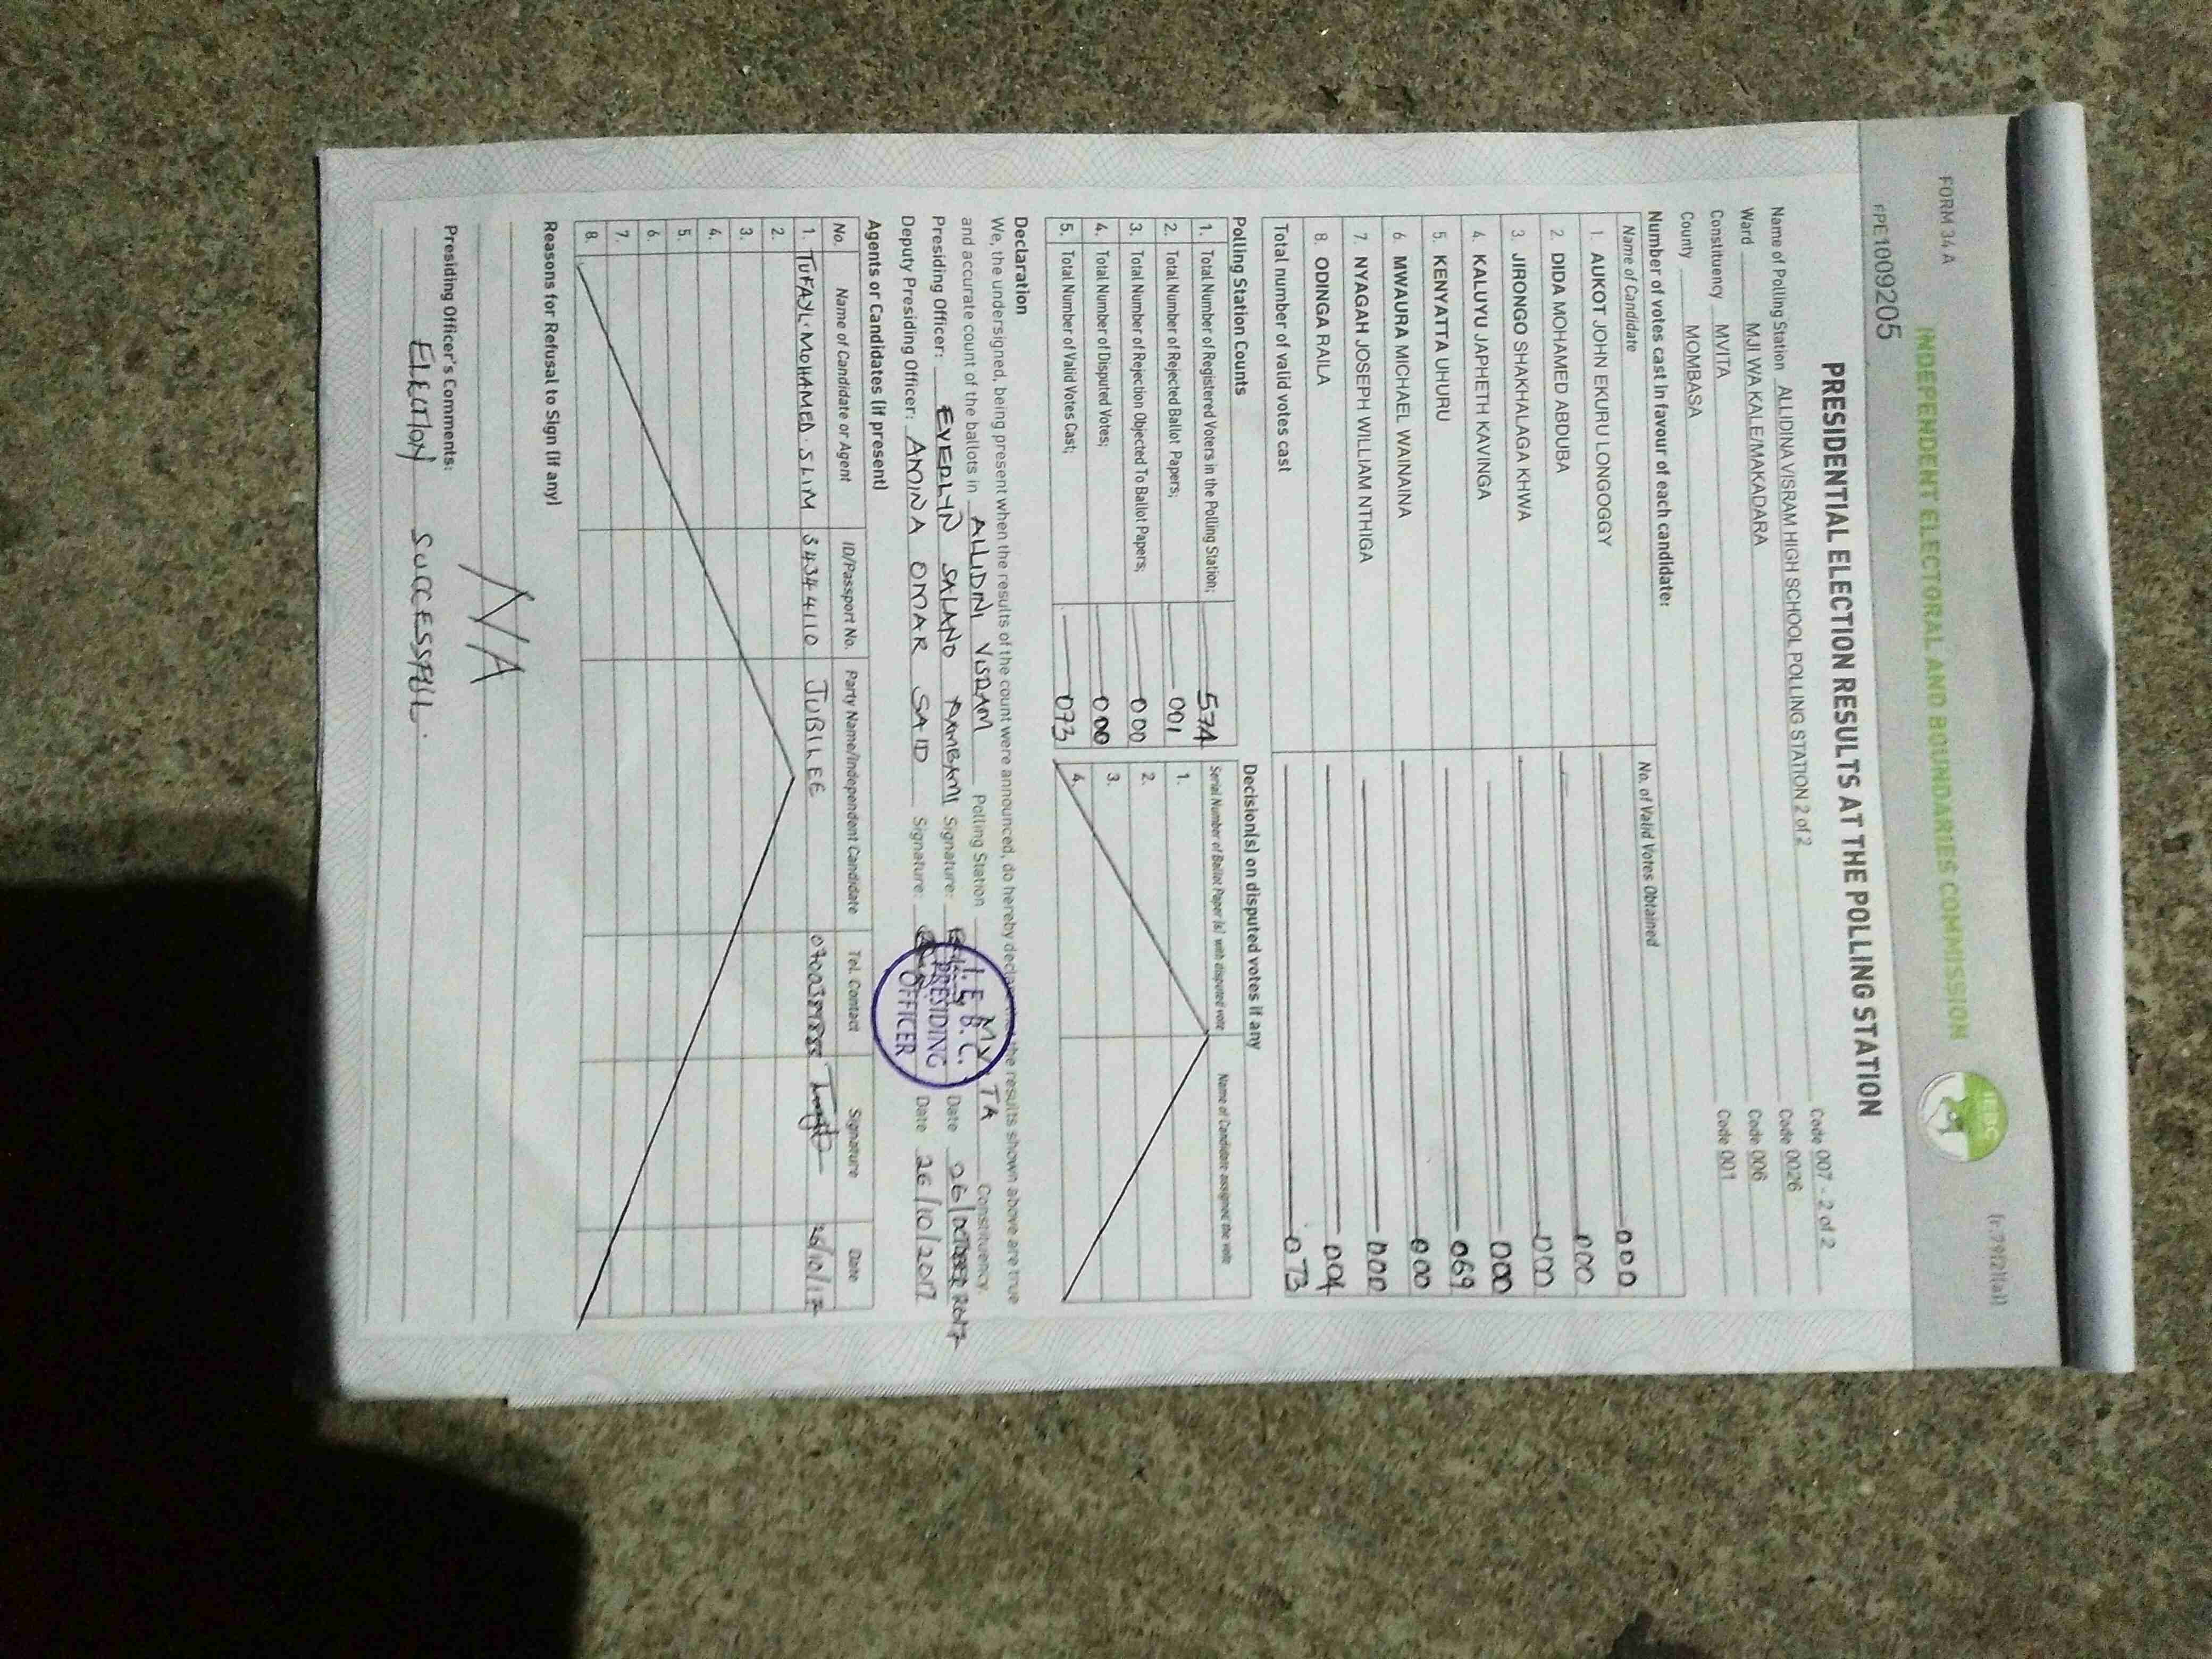 FORM 34 A
(r.79(2)(a))
INDEPENDENT ELECTORAL AND BOUNDARIES COMMISSION
IEBC
PE1009205
PRESIDENTIAL ELECTION RESULTS AT THE POLLING STATION
Name of Polling Station ALLIDINA VISRAM HIGH SCHOOL POLLING STATION 2 of 2 Code 007 - 2 of 2
Ward MJI WA KALE/MAKADARA Code 0026
Constituency MVITA Code 006
County MOMBASA Code 001
Number of votes cast in favour of each candidate:
Name of Candidate No. of Valid Votes Obtained
1. AUKOT JOHN EKURU LONGOGGY 000
2. DIDA MOHAMED ABDUBA 000
3. JIRONGO SHAKHALAGA KHWA 000
4. KALUYU JAPHETH KAVINGA 000
5. KENYATTA UHURU 069
6. MWAURA MICHAEL WAINAINA 000
7. NYAGAH JOSEPH WILLIAM NTHIGA 000
8. ODINGA RAILA 004
Total number of valid votes cast 073
Polling Station Counts
1. Total Number of Registered Voters in the Polling Station; 574
2. Total Number of Rejected Ballot Papers; 001
3. Total Number of Rejection Objected To Ballot Papers; 000
4. Total Number of Disputed Votes; 000
5. Total Number of Valid Votes Cast; 073
Decision(s) on disputed votes if any
Serial Number of Ballot Paper (s) with disputed vote Name of Candidate assigned the vote
1.
2.
3.
4.
Declaration
We, the undersigned, being present when the results of the count were announced, do hereby declare that the results shown above are true
and accurate count of the ballots in ALLIDINI VISRAM Polling Station MVITA Constituency.
Presiding Officer: EVERLYN SALANO Signature: Date 26/OCTOBER 2017
Deputy Presiding Officer: AMINA OMAR SAID Signature: Date 26/10/2017
I.E.B.C.
PRESIDING
OFFICER
Agents or Candidates (if present)
No. Name of Candidate or Agent ID/Passport No. Party Name/Independent Candidate Tel. Contact Signature Date
1. TUFAYL MOHAMED SLIM 34344110 JUBILEE 26/10/17
2.
3.
4.
5.
6.
7.
8.
Reasons for Refusal to Sign (if any)
N/A
Presiding Officer's Comments:
ELECTION SUCCESSFULL.